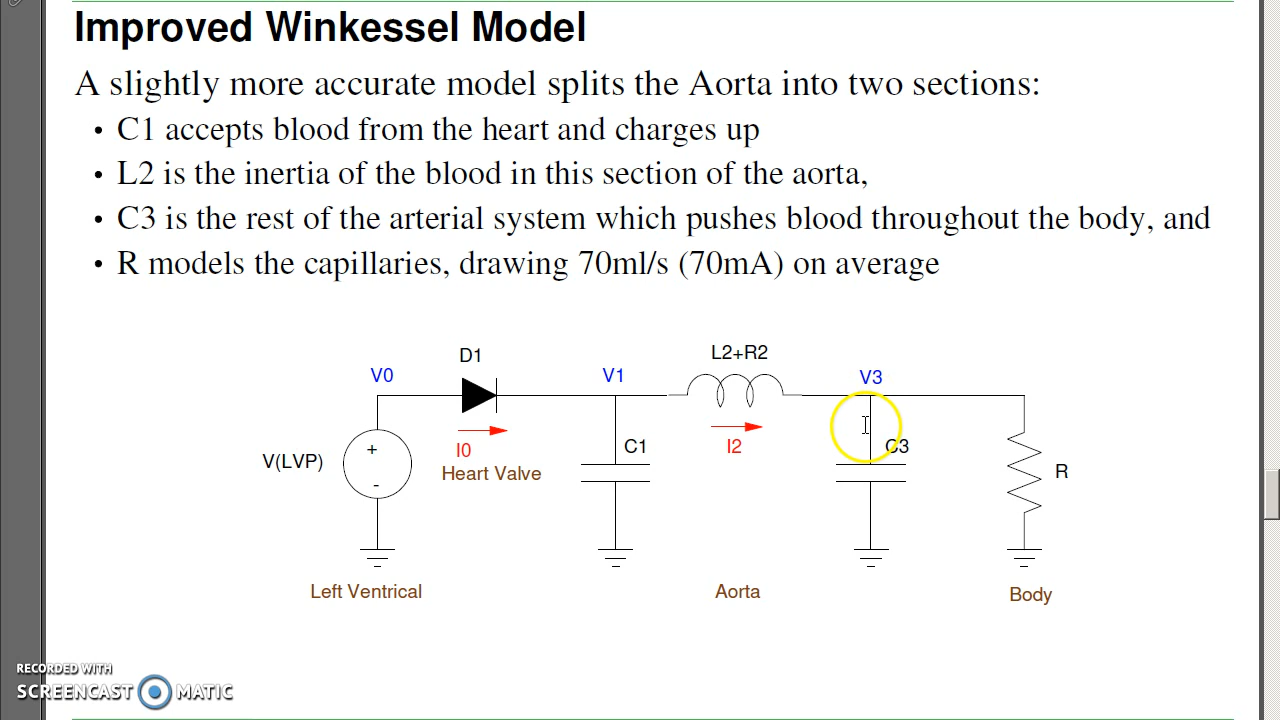 Improved Winkessel Model
A slightly more accurate model splits the Aorta into two sections:
• C1 accepts blood from the heart and charges up
• L2 is the inertia of the blood in this section of the aorta,
• C3 is the rest of the arterial system which pushes blood throughout the body, and
• R models the capillaries, drawing 70ml/s (70mA) on average
D1
L2+R2
V0
V1
V3
+
-
V(LVP)
I0
Heart Valve
C1
I2
C3
R
Left Ventrical
Aorta
Body
RECORDED WITH
SCREENCAST MATIC